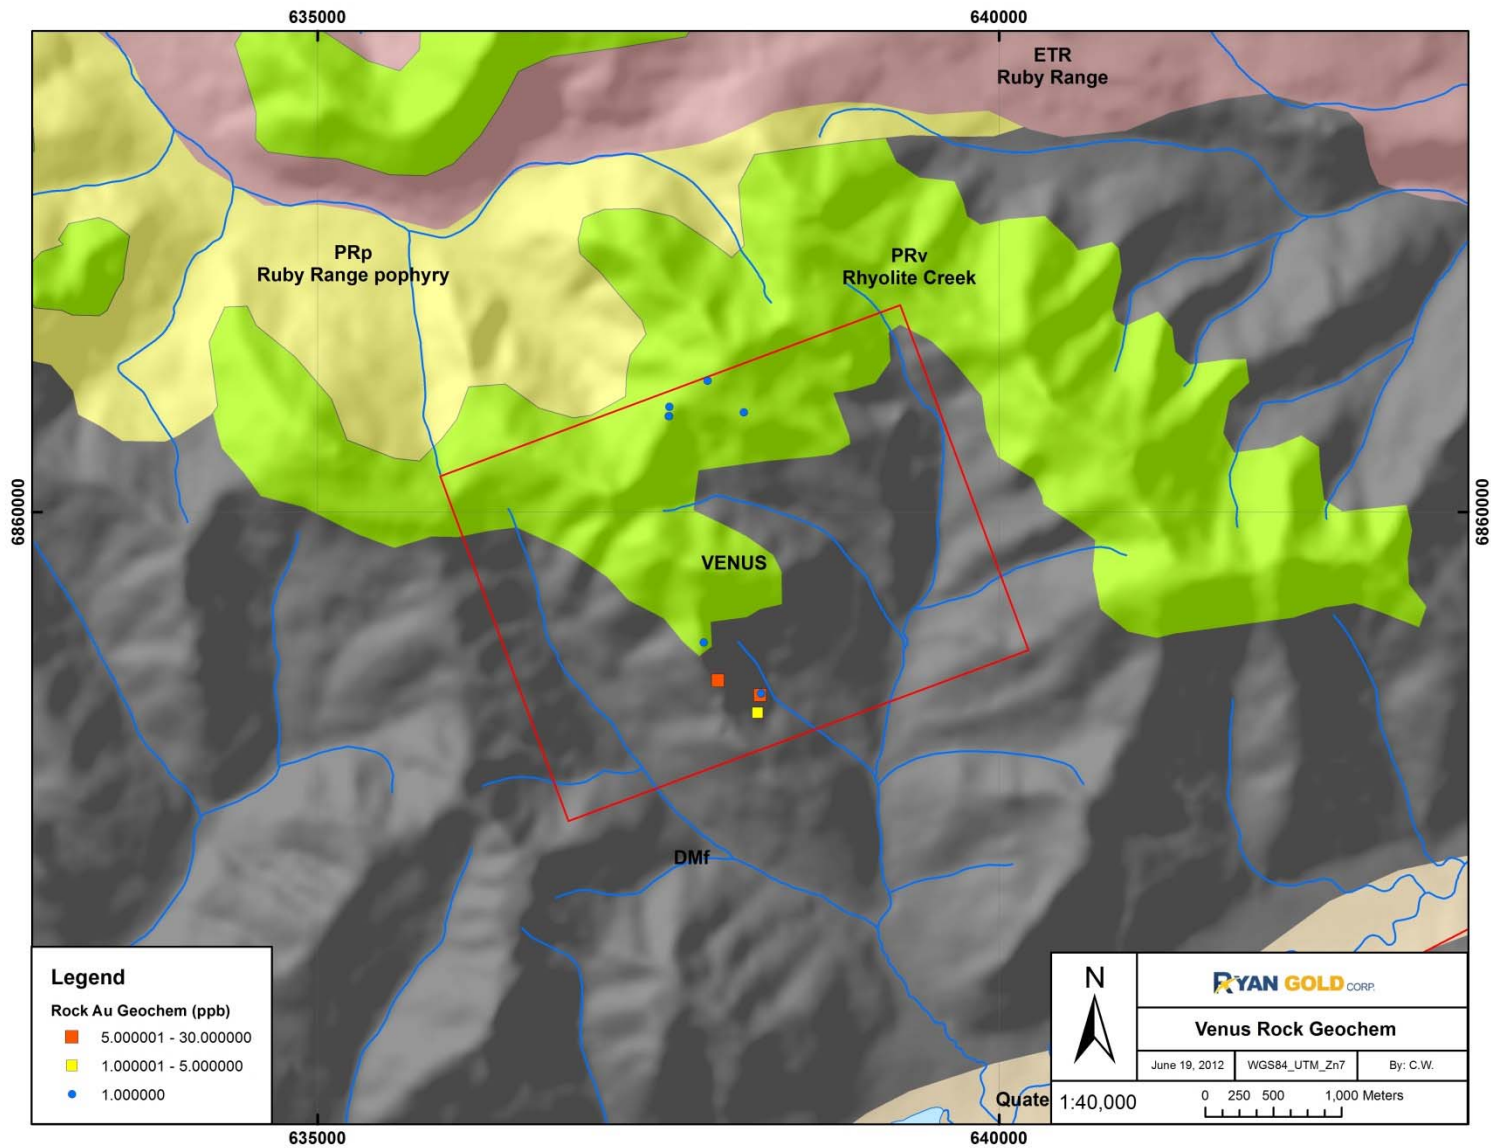 635000 640000
ETR
Ruby Range
PRp
Ruby Range pophyry
PRv
Rhyolite Creek
6860000 6860000
VENUS
DMf
Quate
Legend
Rock Au Geochem (ppb)
5.000001 - 30.000000
1.000001 - 5.000000
1.000000
N
1:40,000
RYAN GOLD CORP.
Venus Rock Geochem
June 19, 2012 WGS84_UTM_Zn7 By: C.W.
0 250 500 1,000 Meters
635000 640000